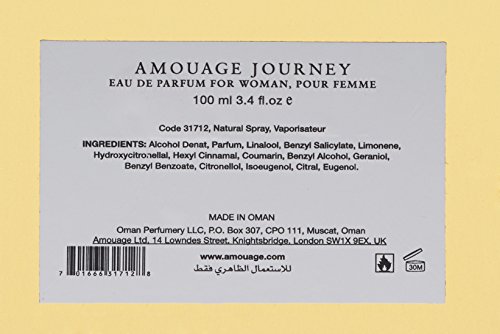 AMOUAGE JOURNEY
EAU DE PARFUM FOR WOMAN, POUR FEMME
100 ml 3.4 fl.oz e
Code 31712, Natural Spray, Vaporisateur
INGREDIENTS: Alcohol Denat, Parfum, Linalool, Benzyl Salicylate, Limonene,
Hydroxycitronellal, Hexyl Cinnamal, Coumarin, Benzyl Alcohol, Geraniol,
Benzyl Benzoate, Citronellol, Isoeugenol, Citral, Eugenol.
MADE IN OMAN
Oman Perfumery LLC, P.O. Box 307, CPO 111, Muscat, Oman
Amouage Ltd, 14 Lowndes Street, Knightsbridge, London SW1X 9EX, UK
www.amouage.com
للاستعمال الظاهري فقط
7 01666 31712 8
30M